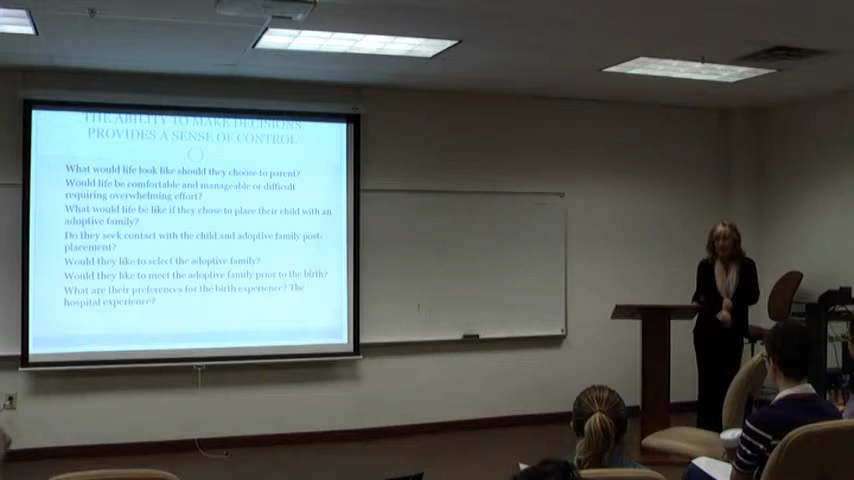 THE ABILITY TO MAKE DECISIONS
PROVIDES A SENSE OF CONTROL
What would life look like should they choose to parent?
Would life be comfortable and manageable or difficult
requiring overwhelming effort?
What would life be like if they chose to place their child with an
adoptive family?
Do they seek contact with the child and adoptive family post-
placement?
Would they like to select the adoptive family?
Would they like to meet the adoptive family prior to the birth?
What are their preferences for the birth experience? The
hospital experience?